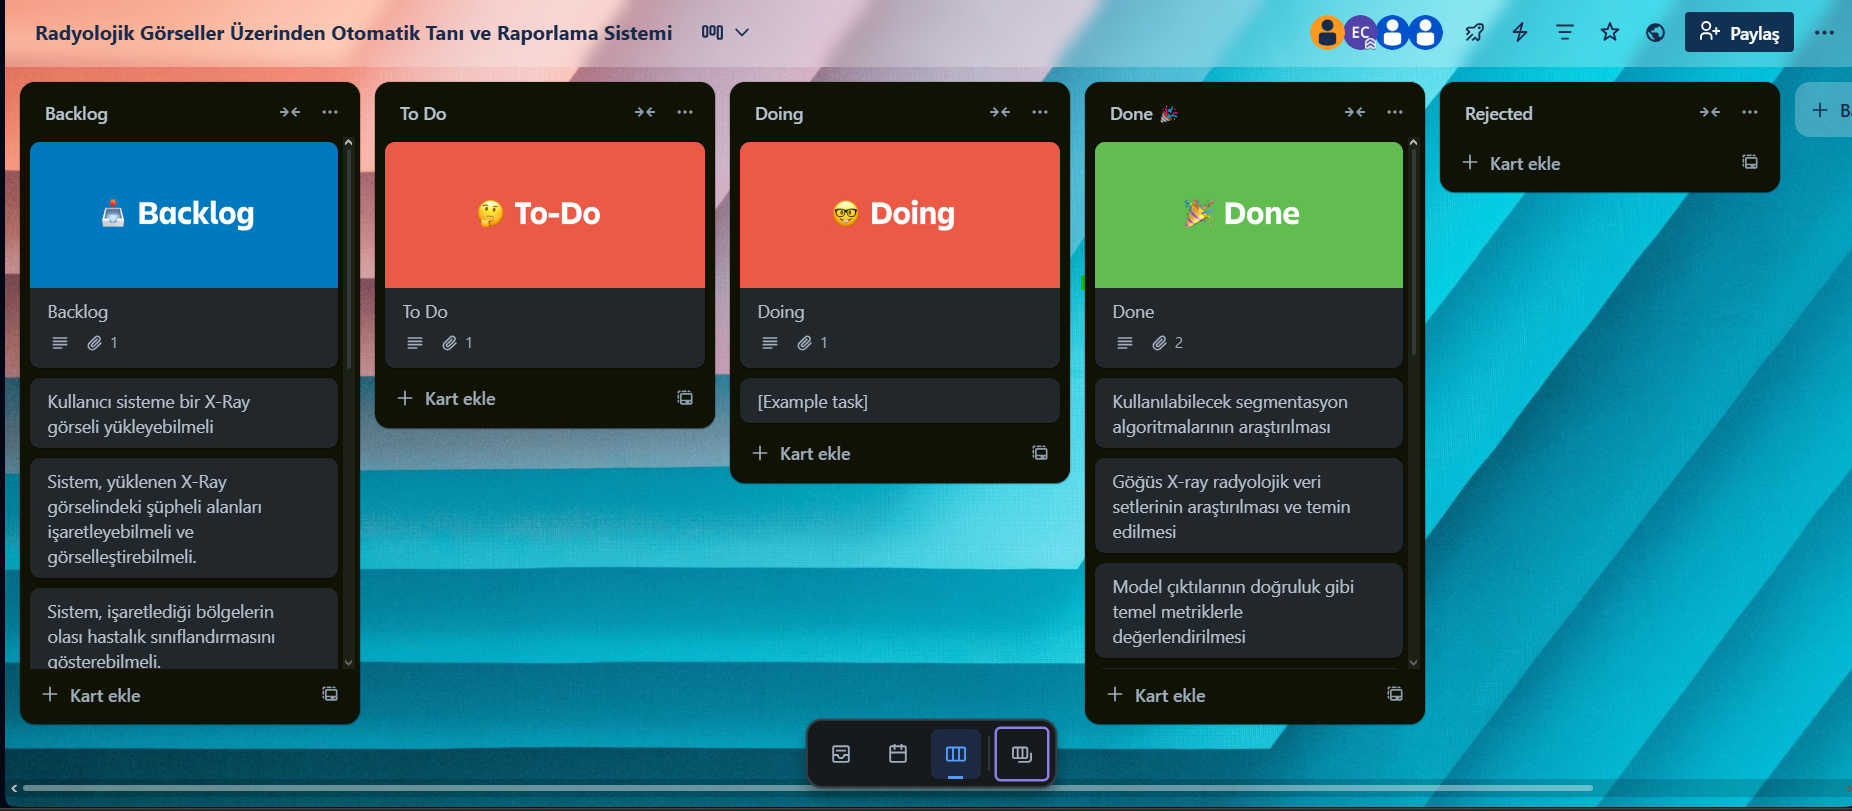 Radyolojik Görseller Üzerinden Otomatik Tanı ve Raporlama Sistemi
EC
Paylaş
Backlog
Backlog
Backlog
1
Kullanıcı sisteme bir X-Ray
görseli yükleyebilmeli
Sistem, yüklenen X-Ray
görselindeki şüpheli alanları
işaretleyebilmeli ve
görselleştirebilmeli.
Sistem, işaretlediği bölgelerin
olası hastalık sınıflandırmasını
gösterebilmeli.
Kart ekle
To Do
To-Do
To Do
1
Kart ekle
Doing
Doing
Doing
1
[Example task]
Kart ekle
Done
Done
Done
2
Kullanılabilecek segmentasyon
algoritmalarının araştırılması
Göğüs X-ray radyolojik veri
setlerinin araştırılması ve temin
edilmesi
Model çıktılarının doğruluk gibi
temel metriklerle
değerlendirilmesi
Kart ekle
Rejected
Kart ekle